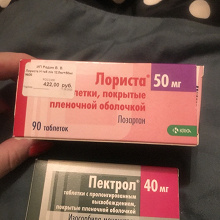 Лориста® 50 мг
таблетки, покрытые
пленочной оболочкой
Лозартан
90 таблеток
KRKA
Пектрол® 40 мг
таблетки с пролонгированным
высвобождением,
покрытые пленочной оболочкой